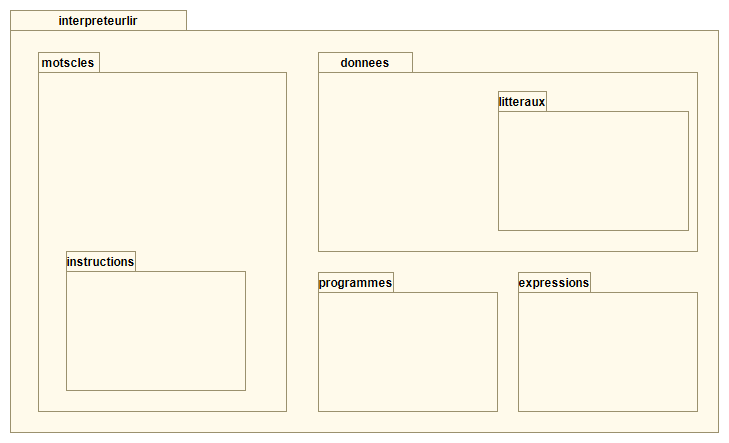 interpreteurlir
motscles
donnees
litteraux
instructions
programmes
expressions